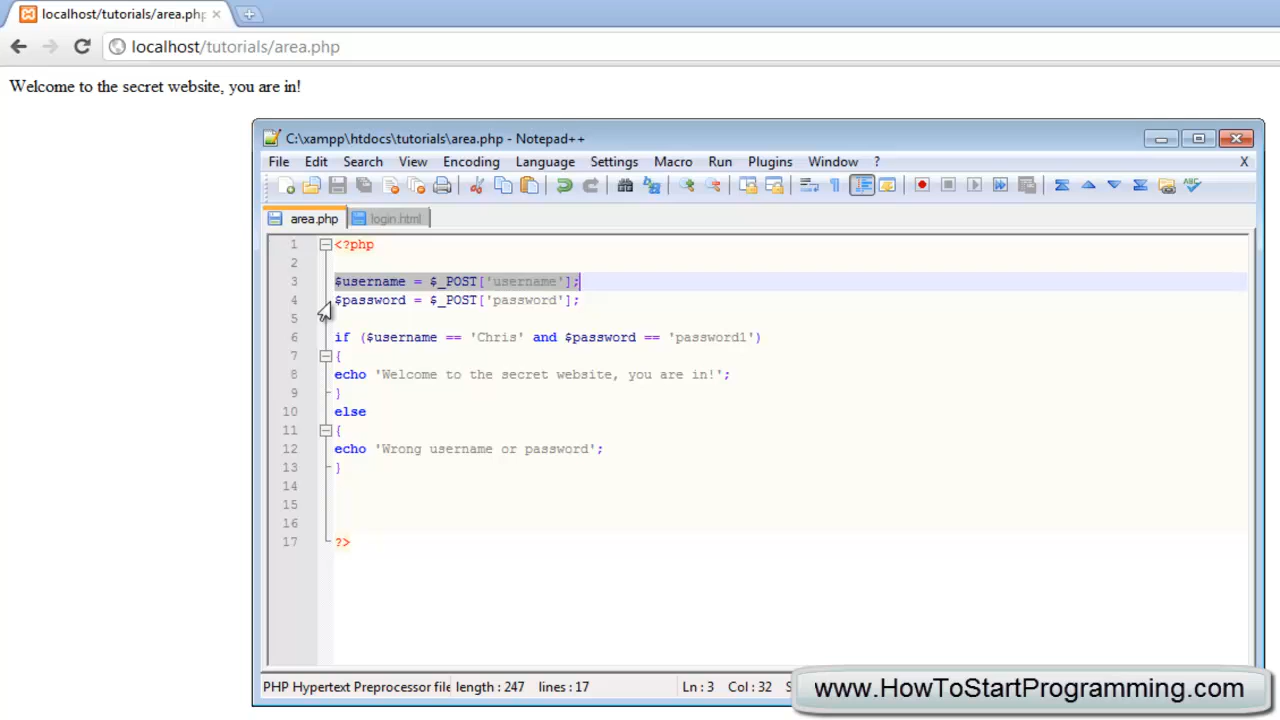 localhost/tutorials/area.php
localhost/tutorials/area.php
Welcome to the secret website, you are in!
C:\xampp\htdocs\tutorials\area.php - Notepad++
File Edit Search View Encoding Language Settings Macro Run Plugins Window ? X
area.php login.html
1 <?php
2
3 $username = $_POST['username'];
4 $password = $_POST['password'];
5
6 if ($username == 'Chris' and $password == 'password1')
7 {
8 echo 'Welcome to the secret website, you are in!';
9 }
10 else
11 {
12 echo 'Wrong username or password';
13 }
14
15
16
17 ?>
PHP Hypertext Preprocessor file length : 247 lines : 17 Ln : 3 Col : 32 S
www.HowToStartProgramming.com